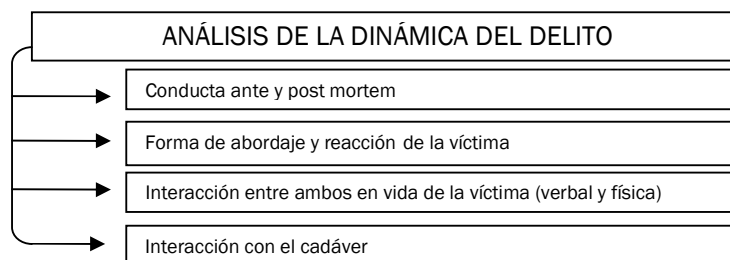 ANÁLISIS DE LA DINÁMICA DEL DELITO
Conducta ante y post mortem
Forma de abordaje y reacción de la víctima
Interacción entre ambos en vida de la víctima (verbal y física)
Interacción con el cadáver